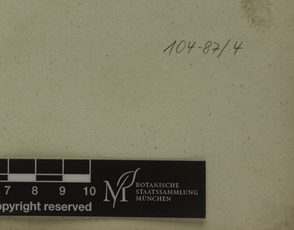 104-87/4
7 8 9 10
opyright reserved
BOTANISCHE
STAATSSAMMLUNG
MÜNCHEN